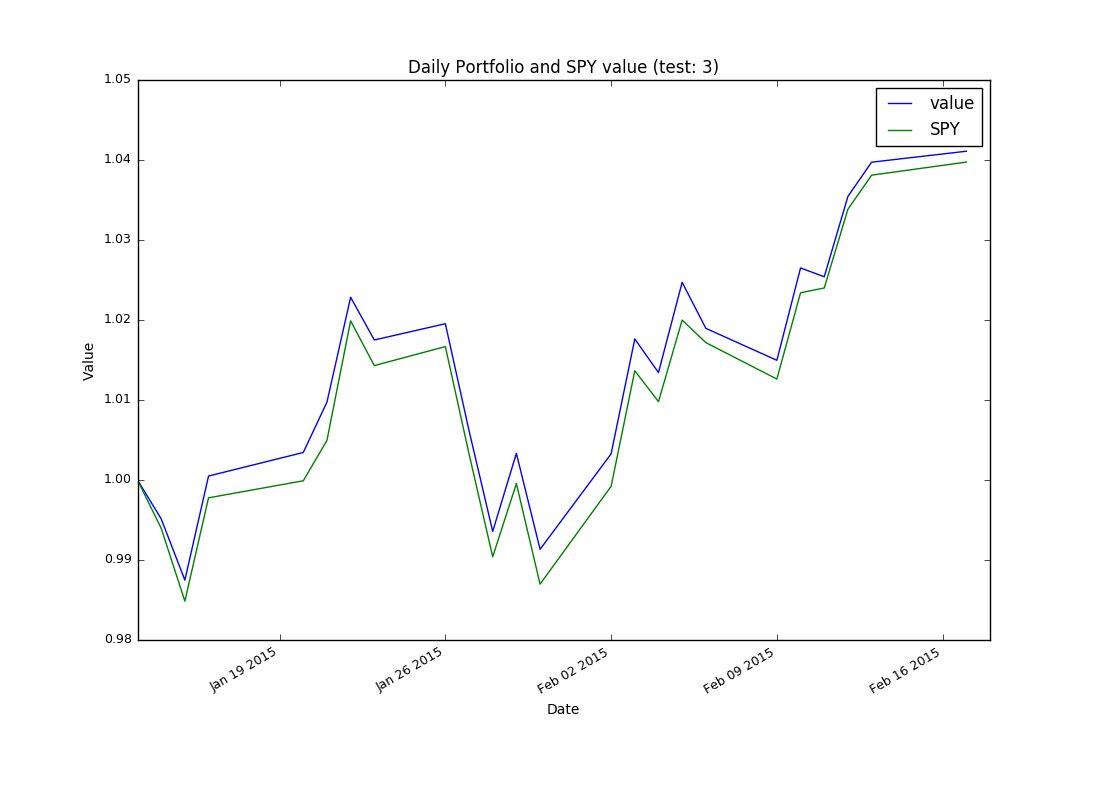 Daily Portfolio and SPY value (test: 3)
1.05
value
SPY
1.04
1.03
1.02
Value
1.01
1.00
0.99
0.98
Jan 19 2015
Jan 26 2015
Feb 02 2015
Feb 09 2015
Feb 16 2015
Date